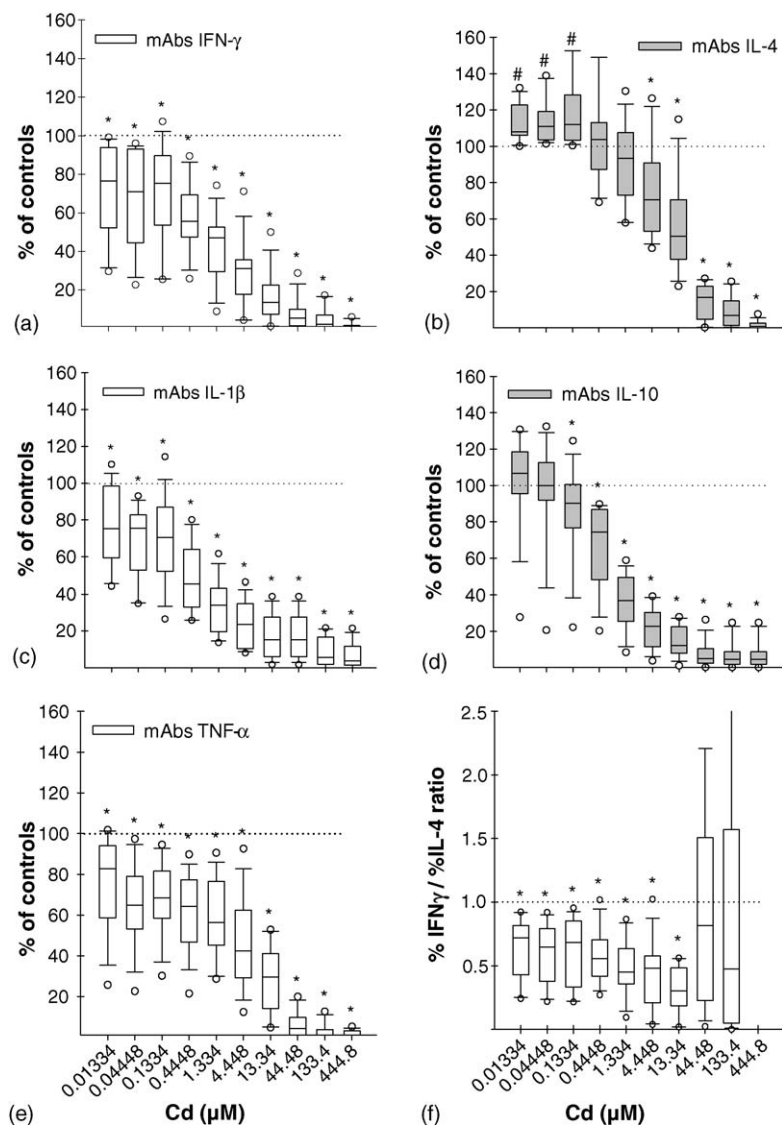 160
mAbs IFN-γ
140
120
100
80
60
40
20
% of controls
* * * * * * * * * *
(a)
160
mAbs IL-4
140
120
100
80
60
40
20
% of controls
# # # * * * * *
(b)
160
mAbs IL-1β
140
120
100
80
60
40
20
% of controls
* * * * * * * * * *
(c)
160
mAbs IL-10
140
120
100
80
60
40
20
% of controls
* * * * * * * *
(d)
160
mAbs TNF-α
140
120
100
80
60
40
20
% of controls
* * * * * * * * * *
0.01334 0.04448 0.1334 0.4448 1.334 4.448 13.34 44.48 133.4 444.8
(e)
Cd (µM)
2.5
2.0
1.5
1.0
0.5
% IFNγ / %IL-4 ratio
* * * * * * *
0.01334 0.04448 0.1334 0.4448 1.334 4.448 13.34 44.48 133.4 444.8
(f)
Cd (µM)